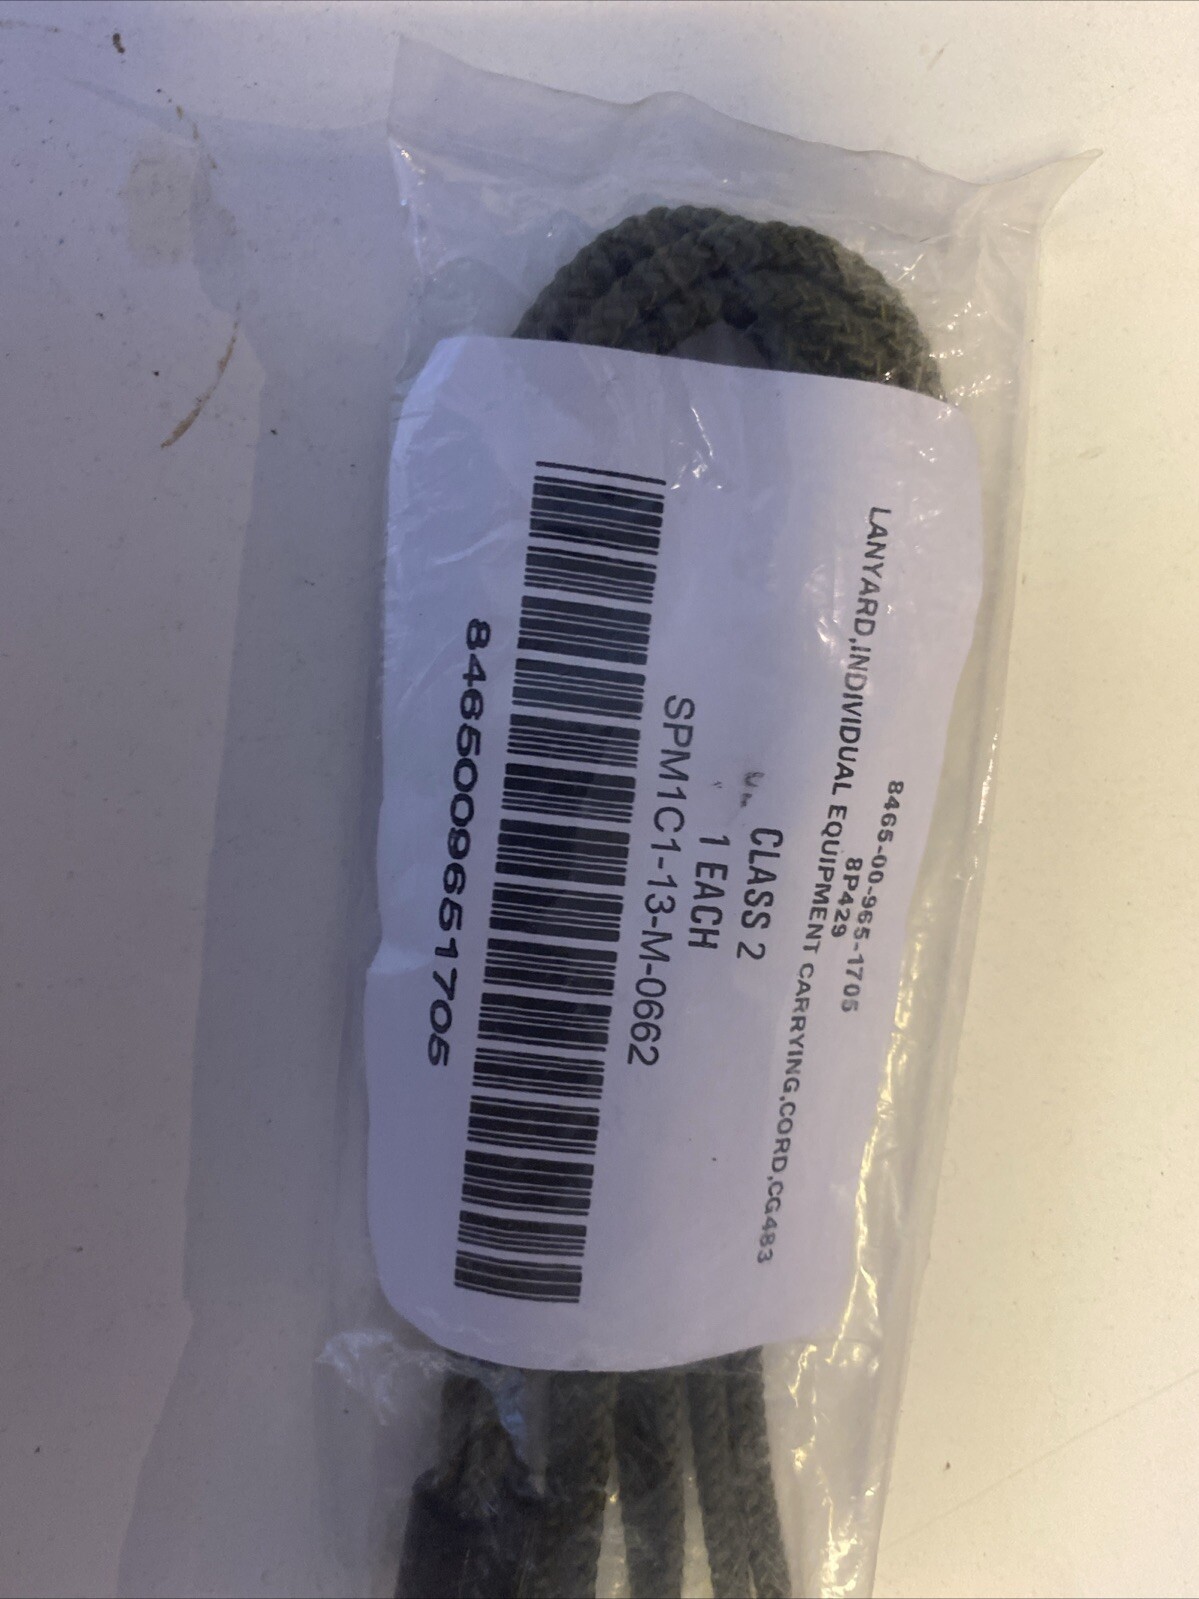 8465-00-965-1705
8P429
LANYARD,INDIVIDUAL EQUIPMENT CARRYING,CORD,CG483
CLASS 2
1 EACH
SPM1C1-13-M-0662
8465009651705